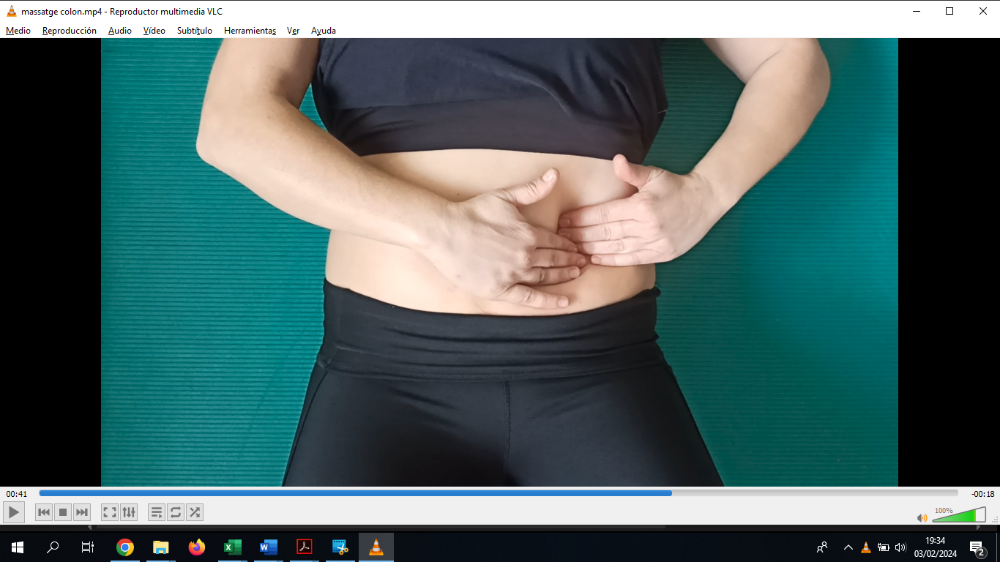 massatge colon.mp4 - Reproductor multimedia VLC
Medio Reproducción Audio Vídeo Subtítulo Herramientas Ver Ayuda
00:41 -00:18
100%
19:34
03/02/2024
2